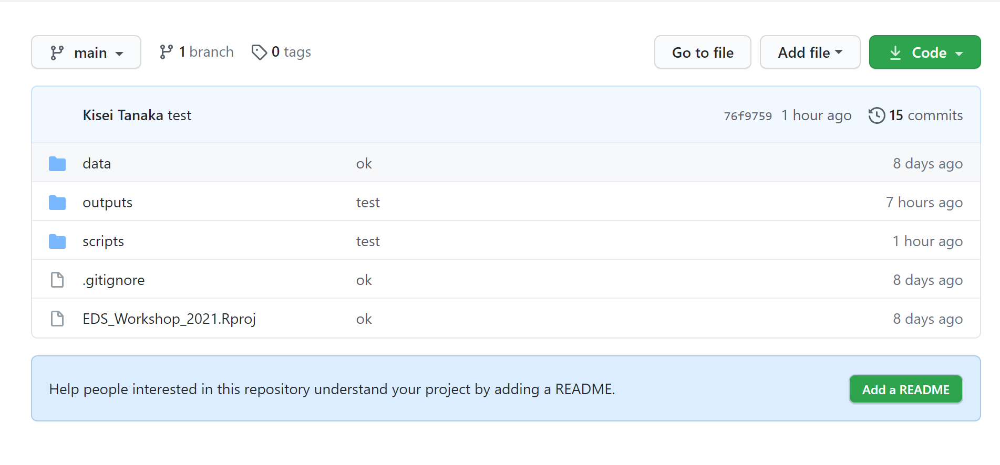 main 1 branch 0 tags Go to file Add file Code
Kisei Tanaka test 76f9759 1 hour ago 15 commits
data ok 8 days ago
outputs test 7 hours ago
scripts test 1 hour ago
.gitignore ok 8 days ago
EDS_Workshop_2021.Rproj ok 8 days ago
Help people interested in this repository understand your project by adding a README. Add a README